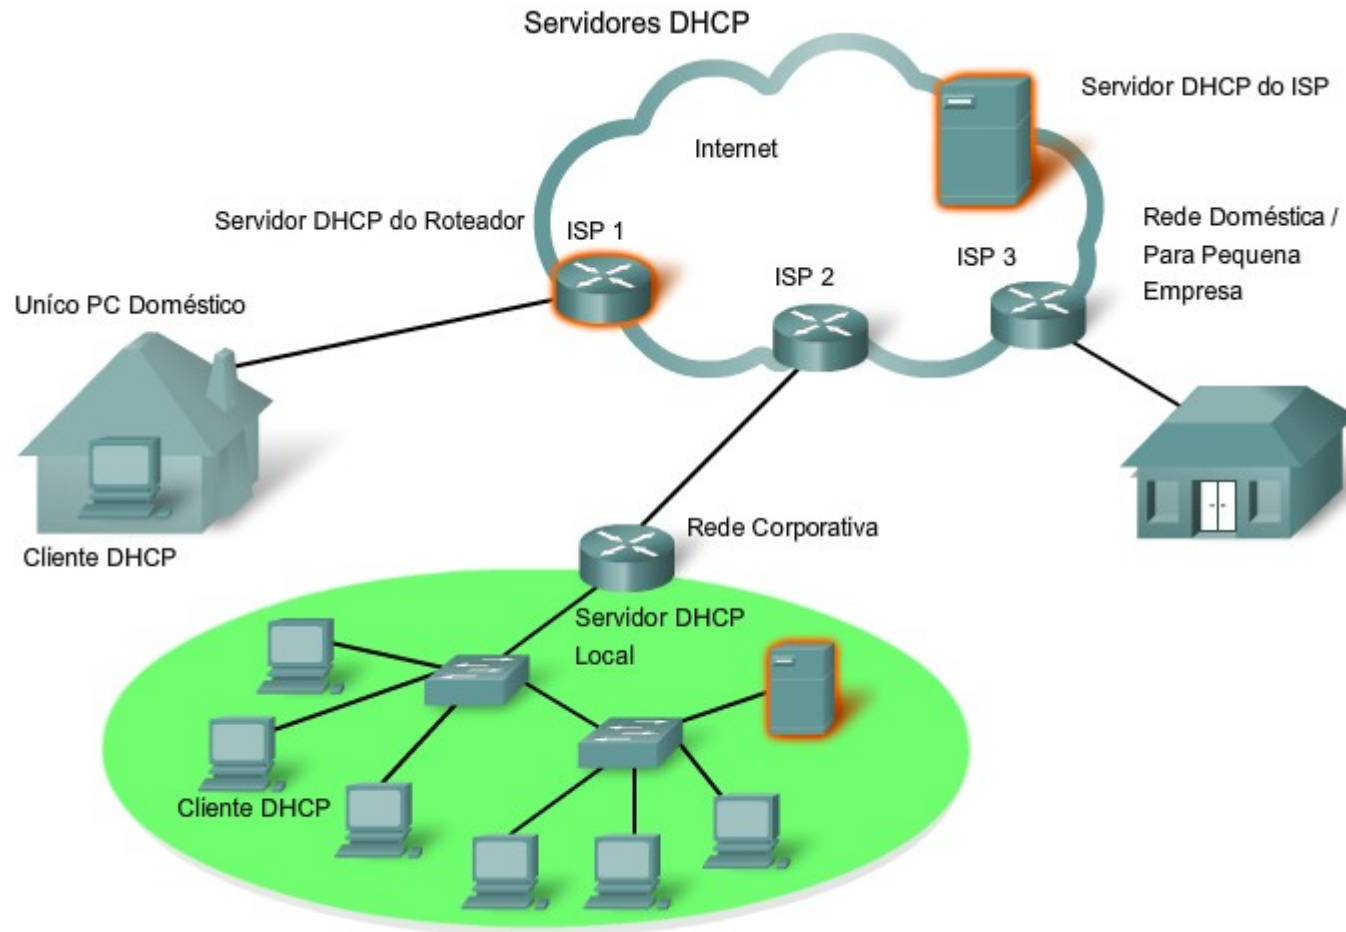 Servidores DHCP
Servidor DHCP do ISP
Internet
Servidor DHCP do Roteador
ISP 1
Rede Doméstica /
Para Pequena
Empresa
ISP 3
ISP 2
Uníco PC Doméstico
Rede Corporativa
Cliente DHCP
Servidor DHCP
Local
Cliente DHCP